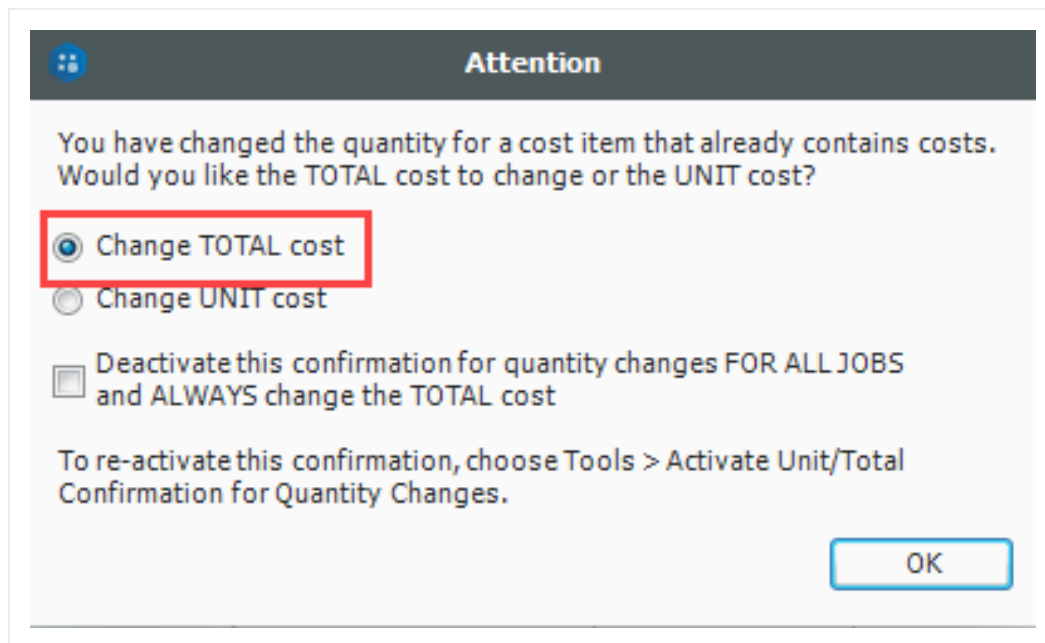 Attention
You have changed the quantity for a cost item that already contains costs.
Would you like the TOTAL cost to change or the UNIT cost?
Change TOTAL cost
Change UNIT cost
Deactivate this confirmation for quantity changes FOR ALL JOBS
and ALWAYS change the TOTAL cost
To re-activate this confirmation, choose Tools > Activate Unit/Total
Confirmation for Quantity Changes.
OK